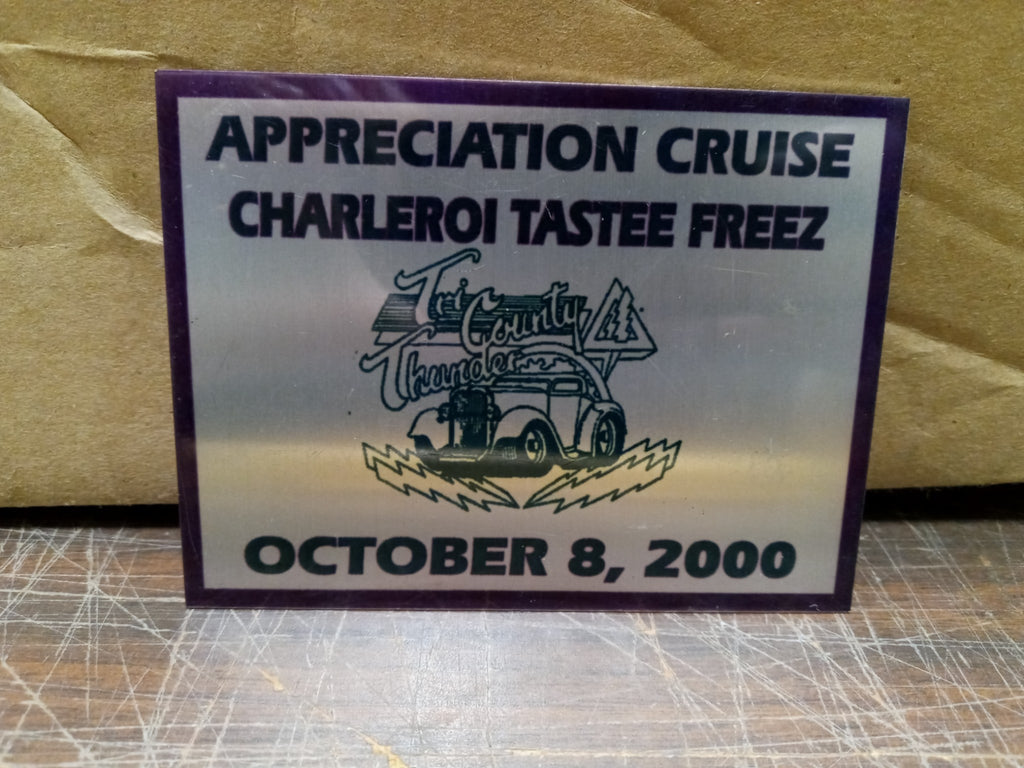 APPRECIATION CRUISE
CHARLEROI TASTEE FREEZ
Tri
County
Thunder
OCTOBER 8, 2000